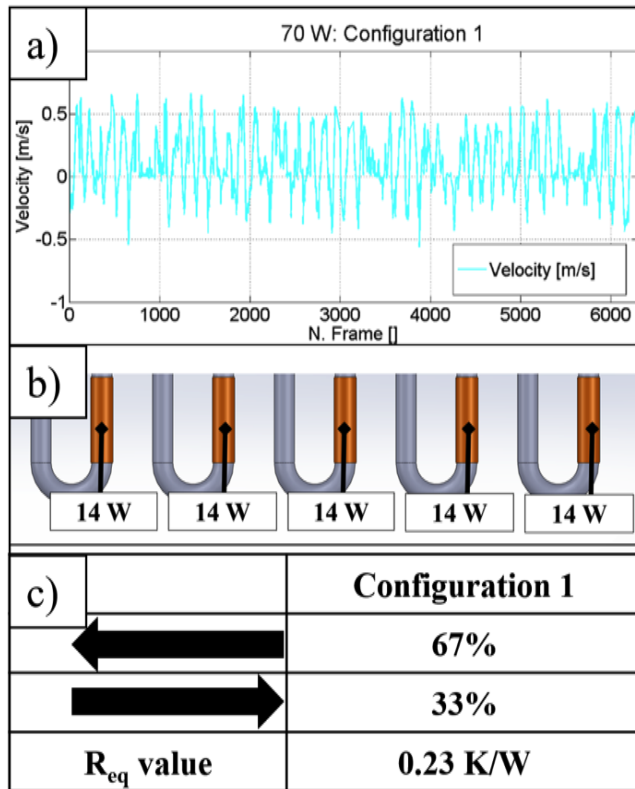 a)
70 W: Configuration 1
Velocity [m/s]
0.5
0
-0.5
-1
Velocity [m/s]
0 1000 2000 3000 4000 5000 6000
N. Frame []
b)
14 W 14 W 14 W 14 W 14 W
c)
Configuration 1
67%
33%
Req value 0.23 K/W